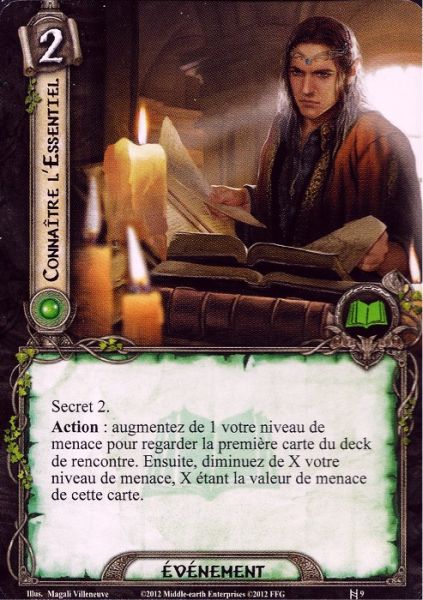 2
CONNAÎTRE L'ESSENTIEL
Secret 2.
Action : augmentez de 1 votre niveau de
menace pour regarder la première carte du deck
de rencontre. Ensuite, diminuez de X votre
niveau de menace, X étant la valeur de menace
de cette carte.
ÉVÉNEMENT
Illus. Magali Villeneuve ©2012 Middle-earth Enterprises ©2012 FFG 9